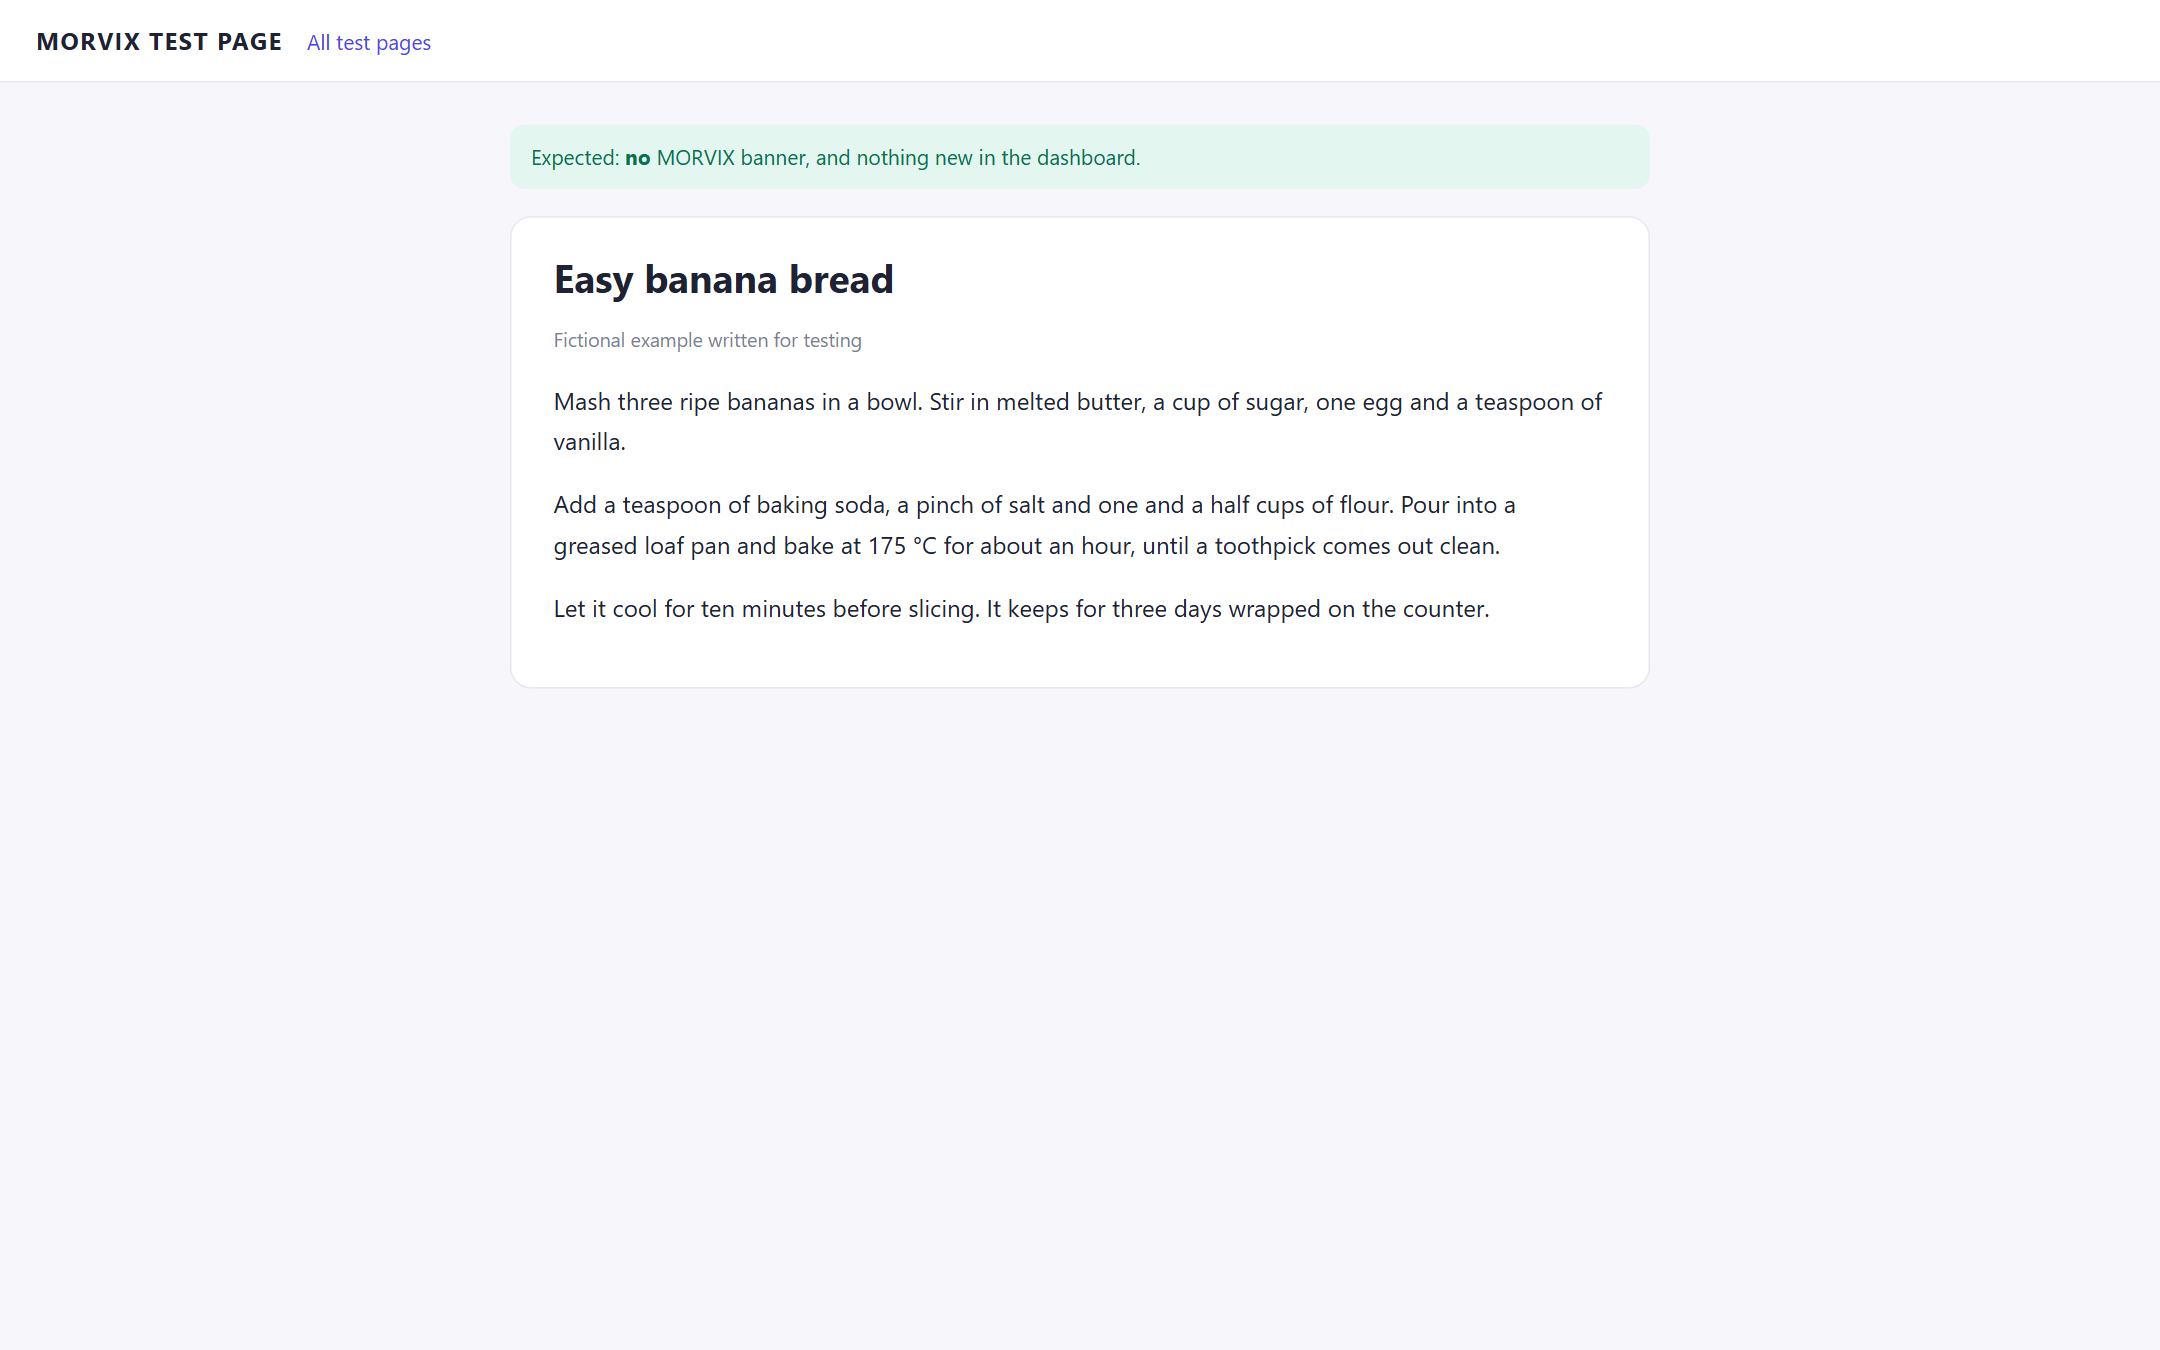 MORVIX TEST PAGE All test pages
Expected: no MORVIX banner, and nothing new in the dashboard.
Easy banana bread
Fictional example written for testing
Mash three ripe bananas in a bowl. Stir in melted butter, a cup of sugar, one egg and a teaspoon of
vanilla.
Add a teaspoon of baking soda, a pinch of salt and one and a half cups of flour. Pour into a
greased loaf pan and bake at 175 °C for about an hour, until a toothpick comes out clean.
Let it cool for ten minutes before slicing. It keeps for three days wrapped on the counter.